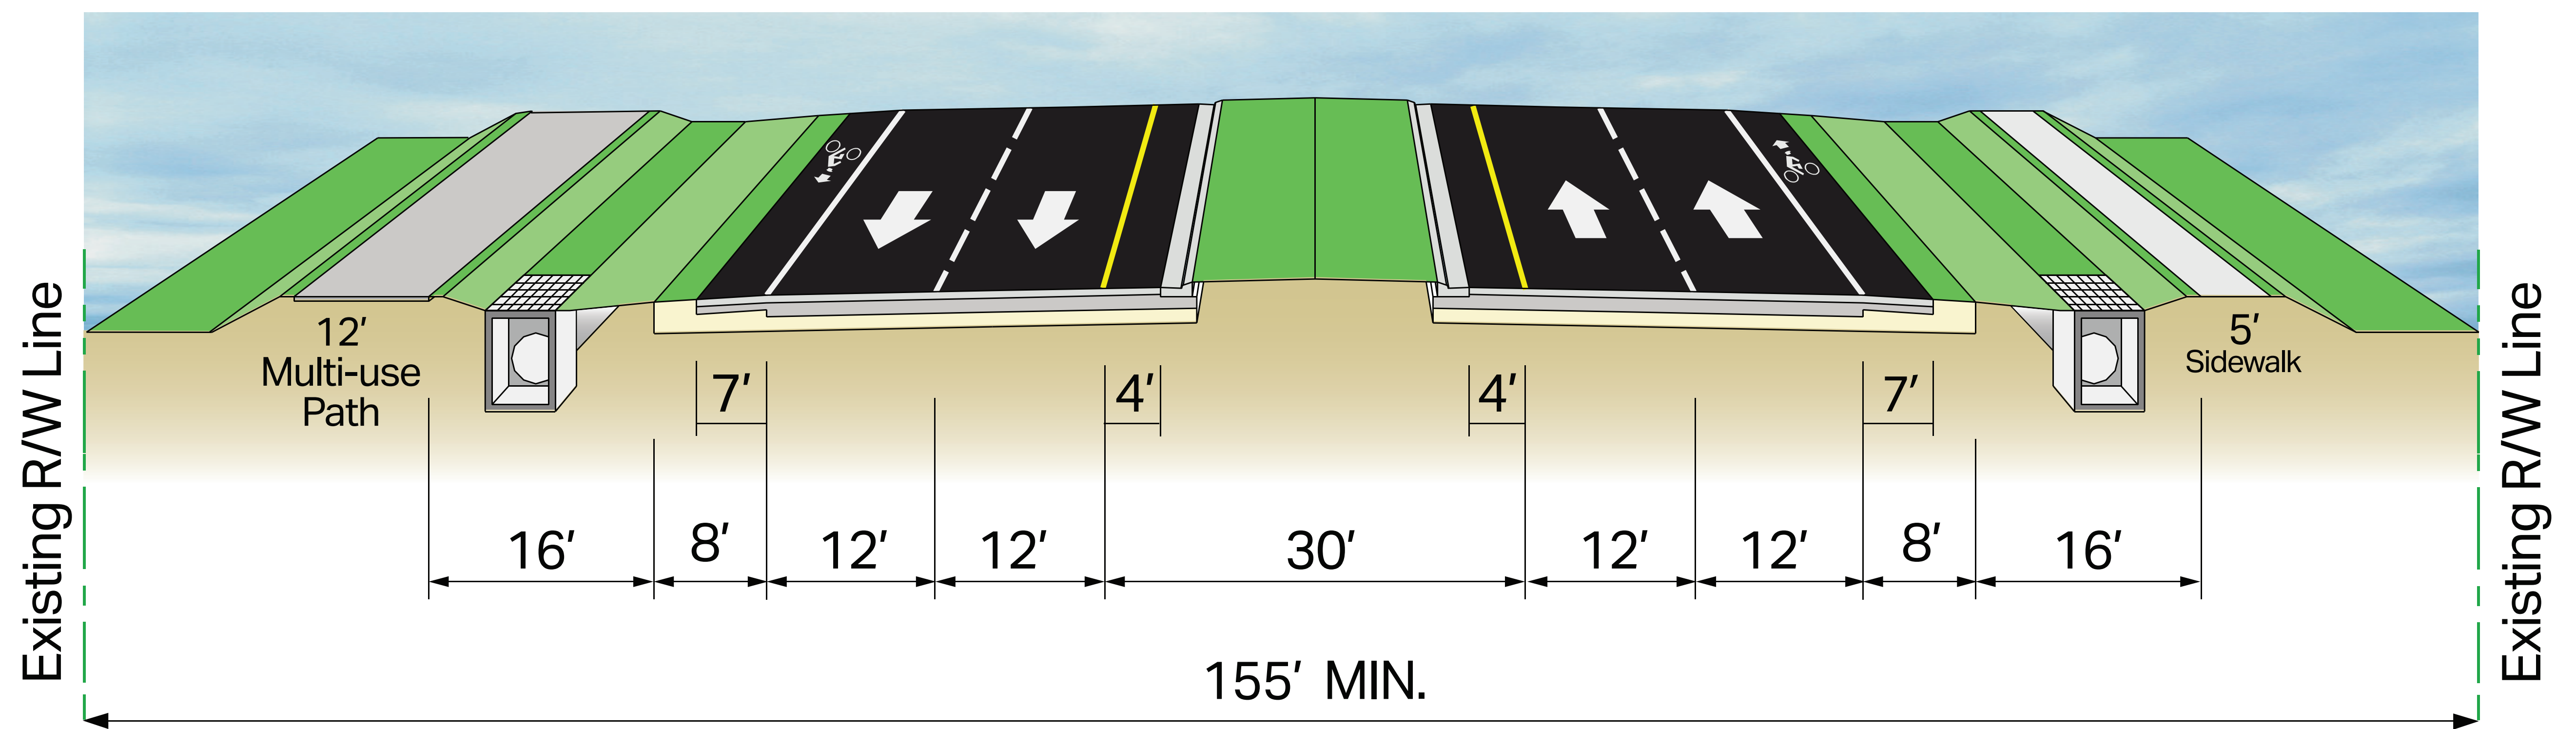 Existing R/W Line
12'
Multi-use
Path
7'
4'
4'
7'
5'
Sidewalk
16'
8'
12'
12'
30'
12'
12'
8'
16'
155' MIN.
Existing R/W Line